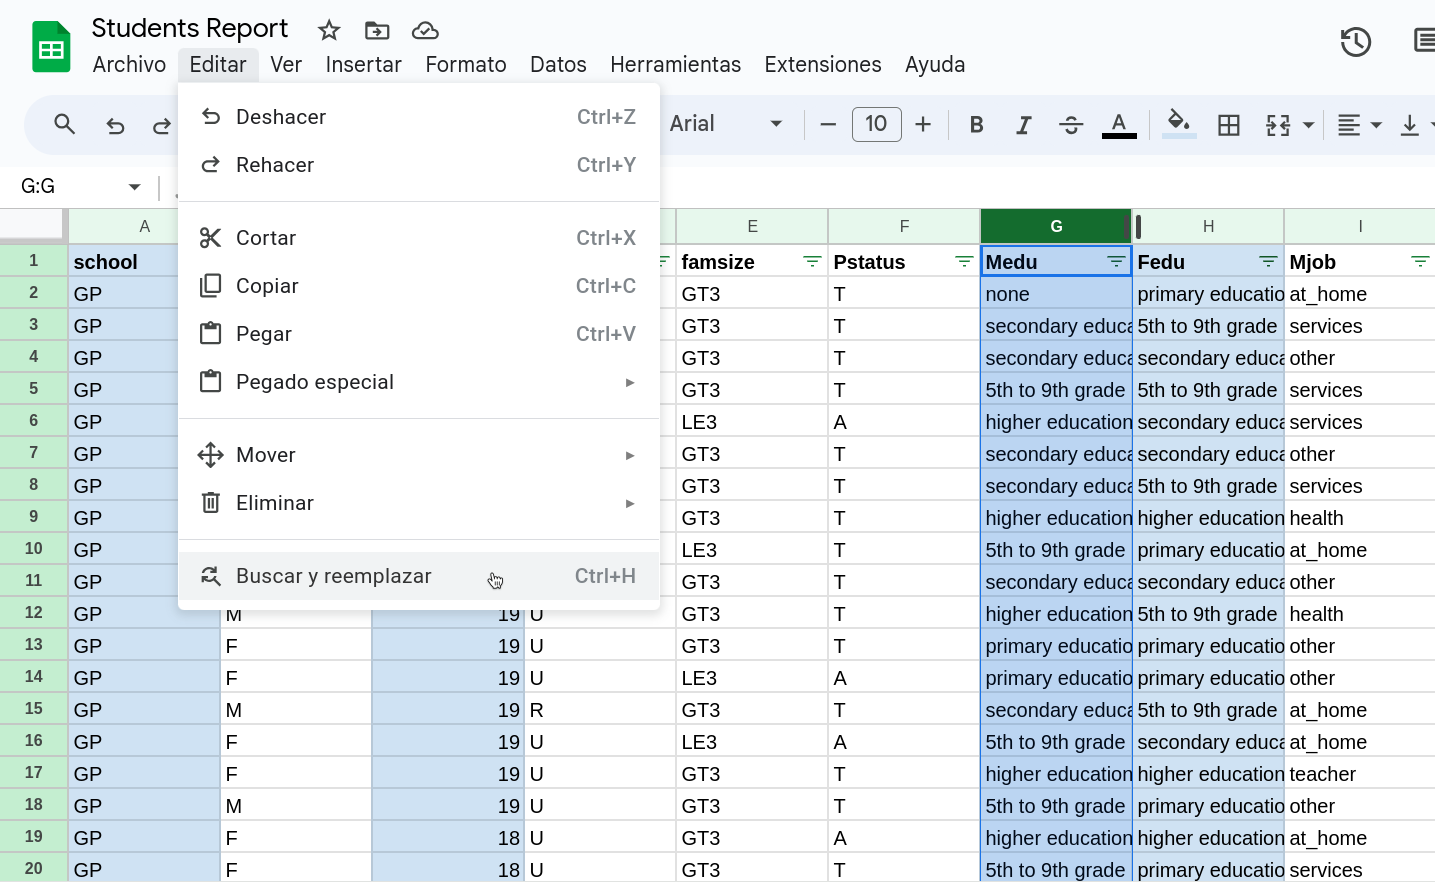 Students Report
Archivo Editar Ver Insertar Formato Datos Herramientas Extensiones Ayuda
Arial 10 B A
G:G
Deshacer Ctrl+Z
Rehacer Ctrl+Y
Cortar Ctrl+X
Copiar Ctrl+C
Pegar Ctrl+V
Pegado especial
Mover
Eliminar
Buscar y reemplazar Ctrl+H
A E F G H I
1 school famsize Pstatus Medu Fedu Mjob
2 GP GT3 T none primary educatio at_home
3 GP GT3 T secondary educa 5th to 9th grade services
4 GP GT3 T secondary educa secondary educa other
5 GP GT3 T 5th to 9th grade 5th to 9th grade services
6 GP LE3 A higher education secondary educa services
7 GP GT3 T secondary educa secondary educa other
8 GP GT3 T secondary educa 5th to 9th grade services
9 GP GT3 T higher education higher education health
10 GP LE3 T 5th to 9th grade primary educatio at_home
11 GP GT3 T secondary educa secondary educa other
12 GP M 19 U GT3 T higher education 5th to 9th grade health
13 GP F 19 U GT3 T primary educatio primary educatio other
14 GP F 19 U LE3 A primary educatio primary educatio other
15 GP M 19 R GT3 T secondary educa 5th to 9th grade at_home
16 GP F 19 U LE3 A 5th to 9th grade secondary educa at_home
17 GP F 19 U GT3 T higher education higher education teacher
18 GP M 19 U GT3 T 5th to 9th grade primary educatio other
19 GP F 18 U GT3 A higher education higher education at_home
20 GP F 18 U GT3 T 5th to 9th grade primary educatio services